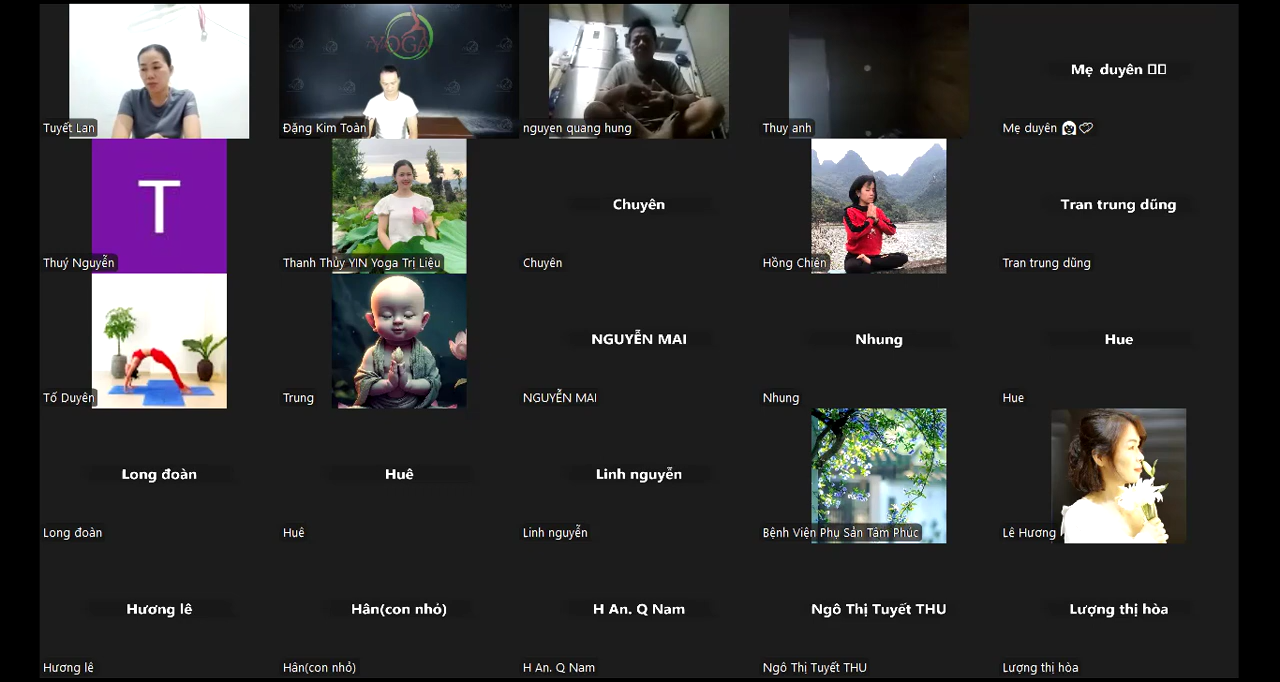 YOGA
Tuyết Lan
Đặng Kim Toàn
nguyen quang hung
Thuy anh
Mẹ duyên
Mẹ duyên
T
Thuý Nguyễn
Thanh Thủy YIN Yoga Trị Liệu
Chuyên
Chuyên
Hồng Chiên
Tran trung dũng
Tran trung dũng
Tố Duyên
Trung
NGUYỄN MAI
NGUYỄN MAI
Nhung
Nhung
Hue
Hue
Long đoàn
Long đoàn
Huê
Huê
Linh nguyễn
Linh nguyễn
Bệnh Viện Phụ Sản Tâm Phúc
Lê Hương
Hương lê
Hương lê
Hân(con nhỏ)
Hân(con nhỏ)
H An. Q Nam
H An. Q Nam
Ngô Thị Tuyết THU
Ngô Thị Tuyết THU
Lượng thị hòa
Lượng thị hòa